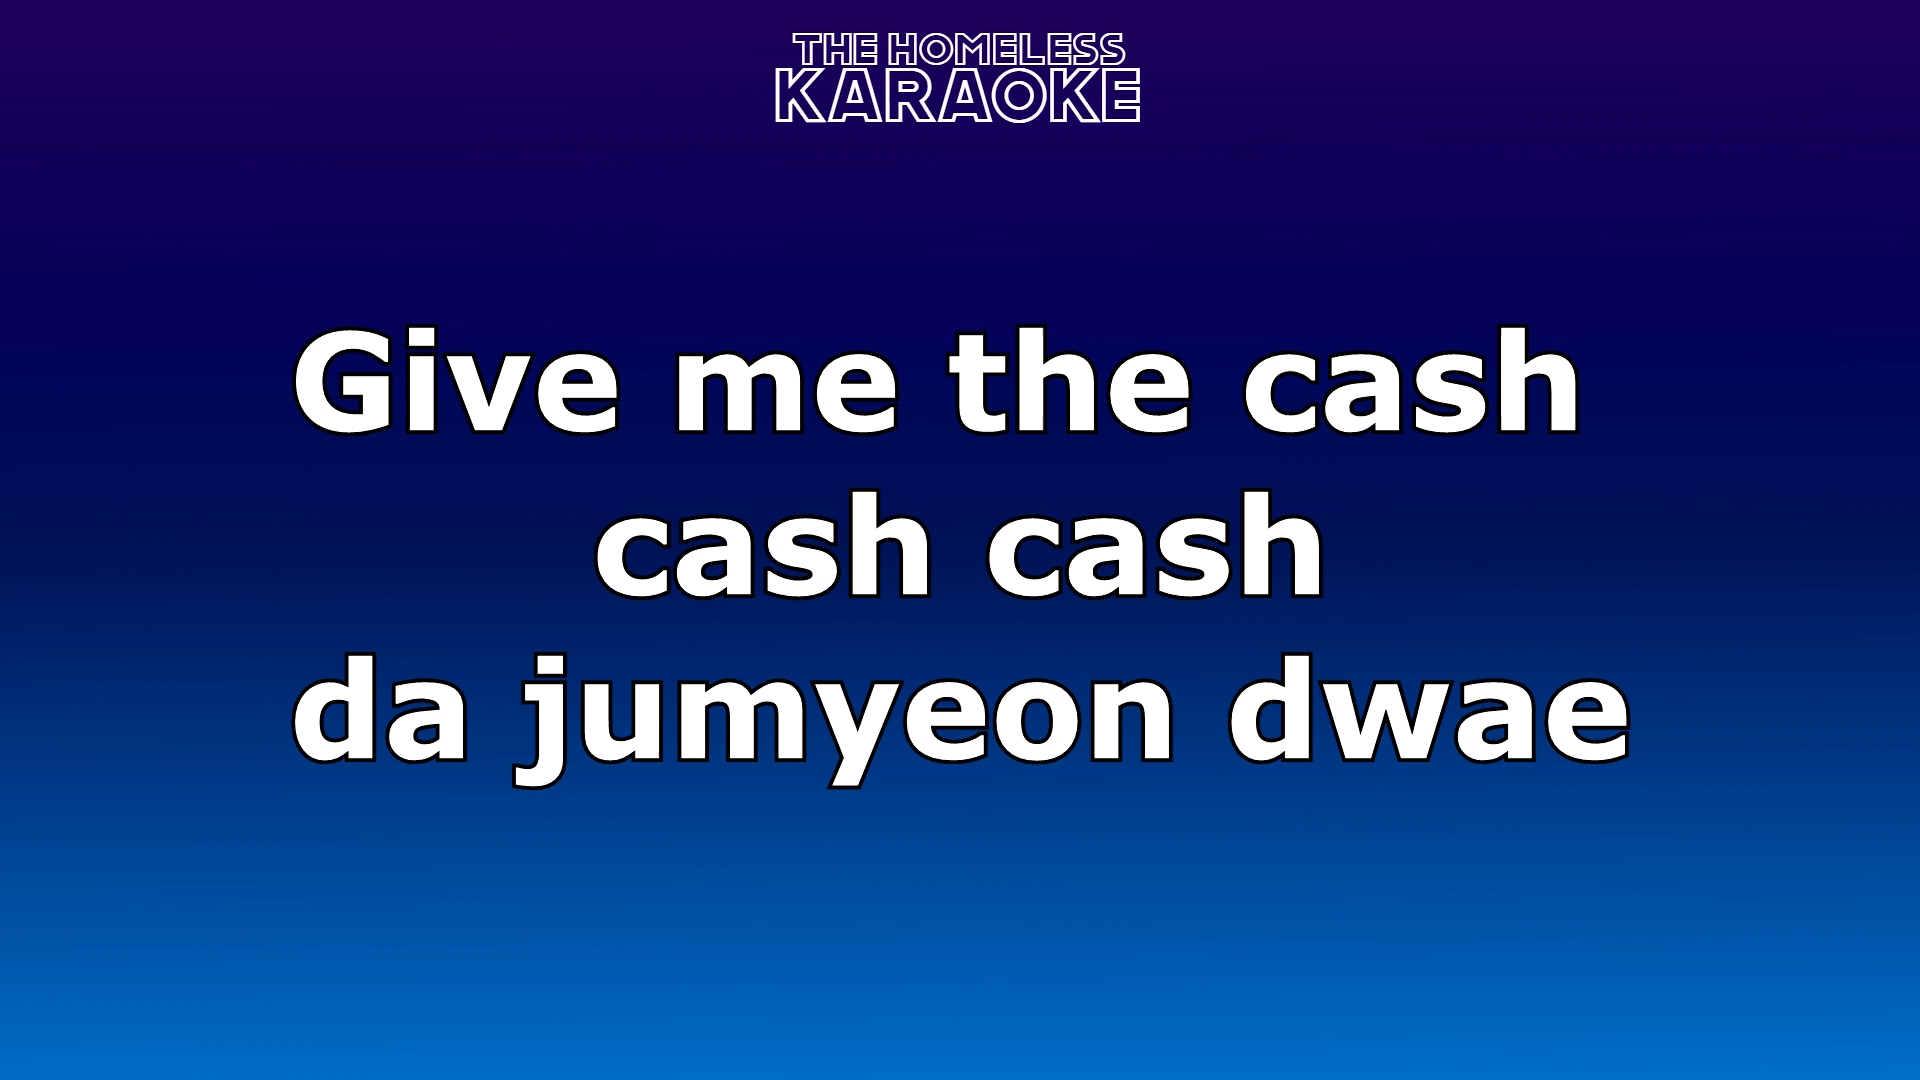 THE HOMELESS
KARAOKE
Give me the cash
cash cash
da jumyeon dwae